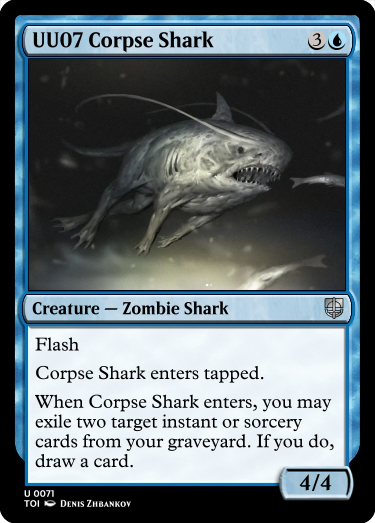 UU07 Corpse Shark
3
Creature — Zombie Shark
Flash
Corpse Shark enters tapped.
When Corpse Shark enters, you may
exile two target instant or sorcery
cards from your graveyard. If you do,
draw a card.
4/4
U 0071
TOI Denis Zhbankov